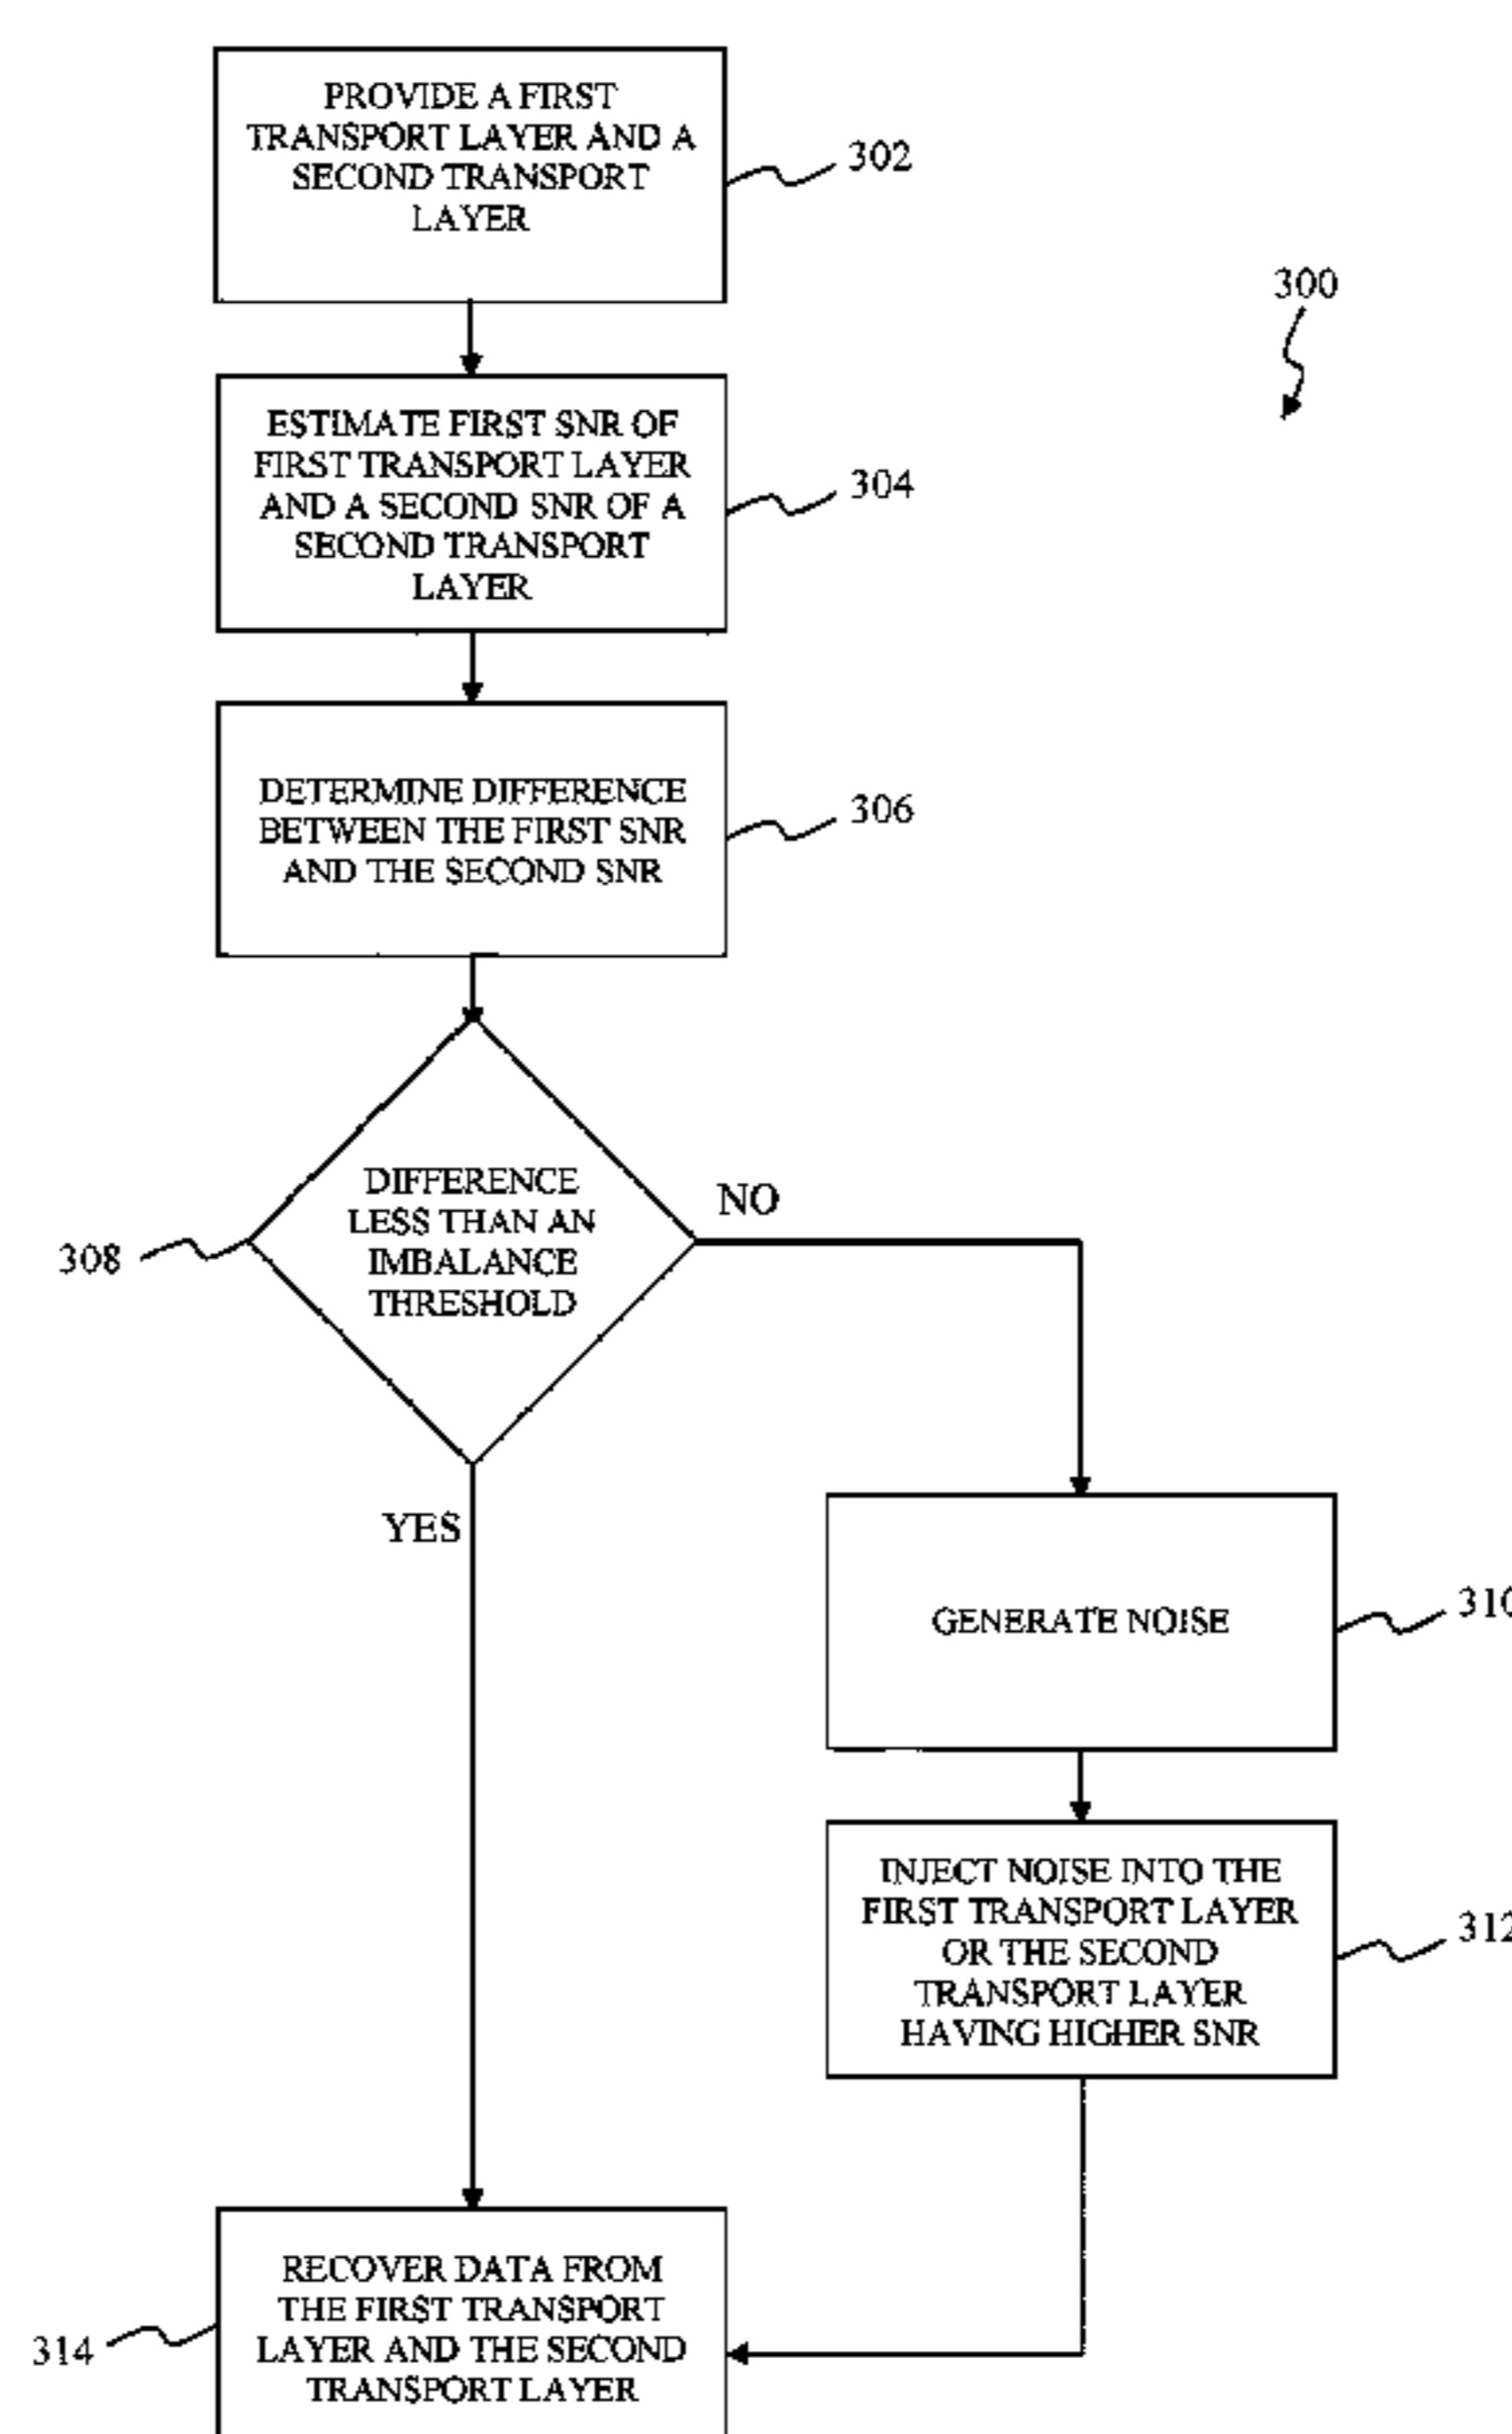 PROVIDE A FIRST
TRANSPORT LAYER AND A
SECOND TRANSPORT
LAYER
302
300
ESTIMATE FIRST SNR OF
FIRST TRANSPORT LAYER
AND A SECOND SNR OF A
SECOND TRANSPORT
LAYER
304
DETERMINE DIFFERENCE
BETWEEN THE FIRST SNR
AND THE SECOND SNR
306
DIFFERENCE
LESS THAN AN
IMBALANCE
THRESHOLD
308
NO
YES
GENERATE NOISE
310
INJECT NOISE INTO THE
FIRST TRANSPORT LAYER
OR THE SECOND
TRANSPORT LAYER
HAVING HIGHER SNR
312
RECOVER DATA FROM
THE FIRST TRANSPORT
LAYER AND THE SECOND
TRANSPORT LAYER
314